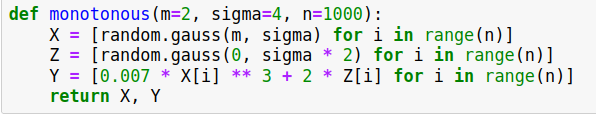 def monotonous(m=2, sigma=4, n=1000):
    X = [random.gauss(m, sigma) for i in range(n)]
    Z = [random.gauss(0, sigma * 2) for i in range(n)]
    Y = [0.007 * X[i] ** 3 + 2 * Z[i] for i in range(n)]
    return X, Y